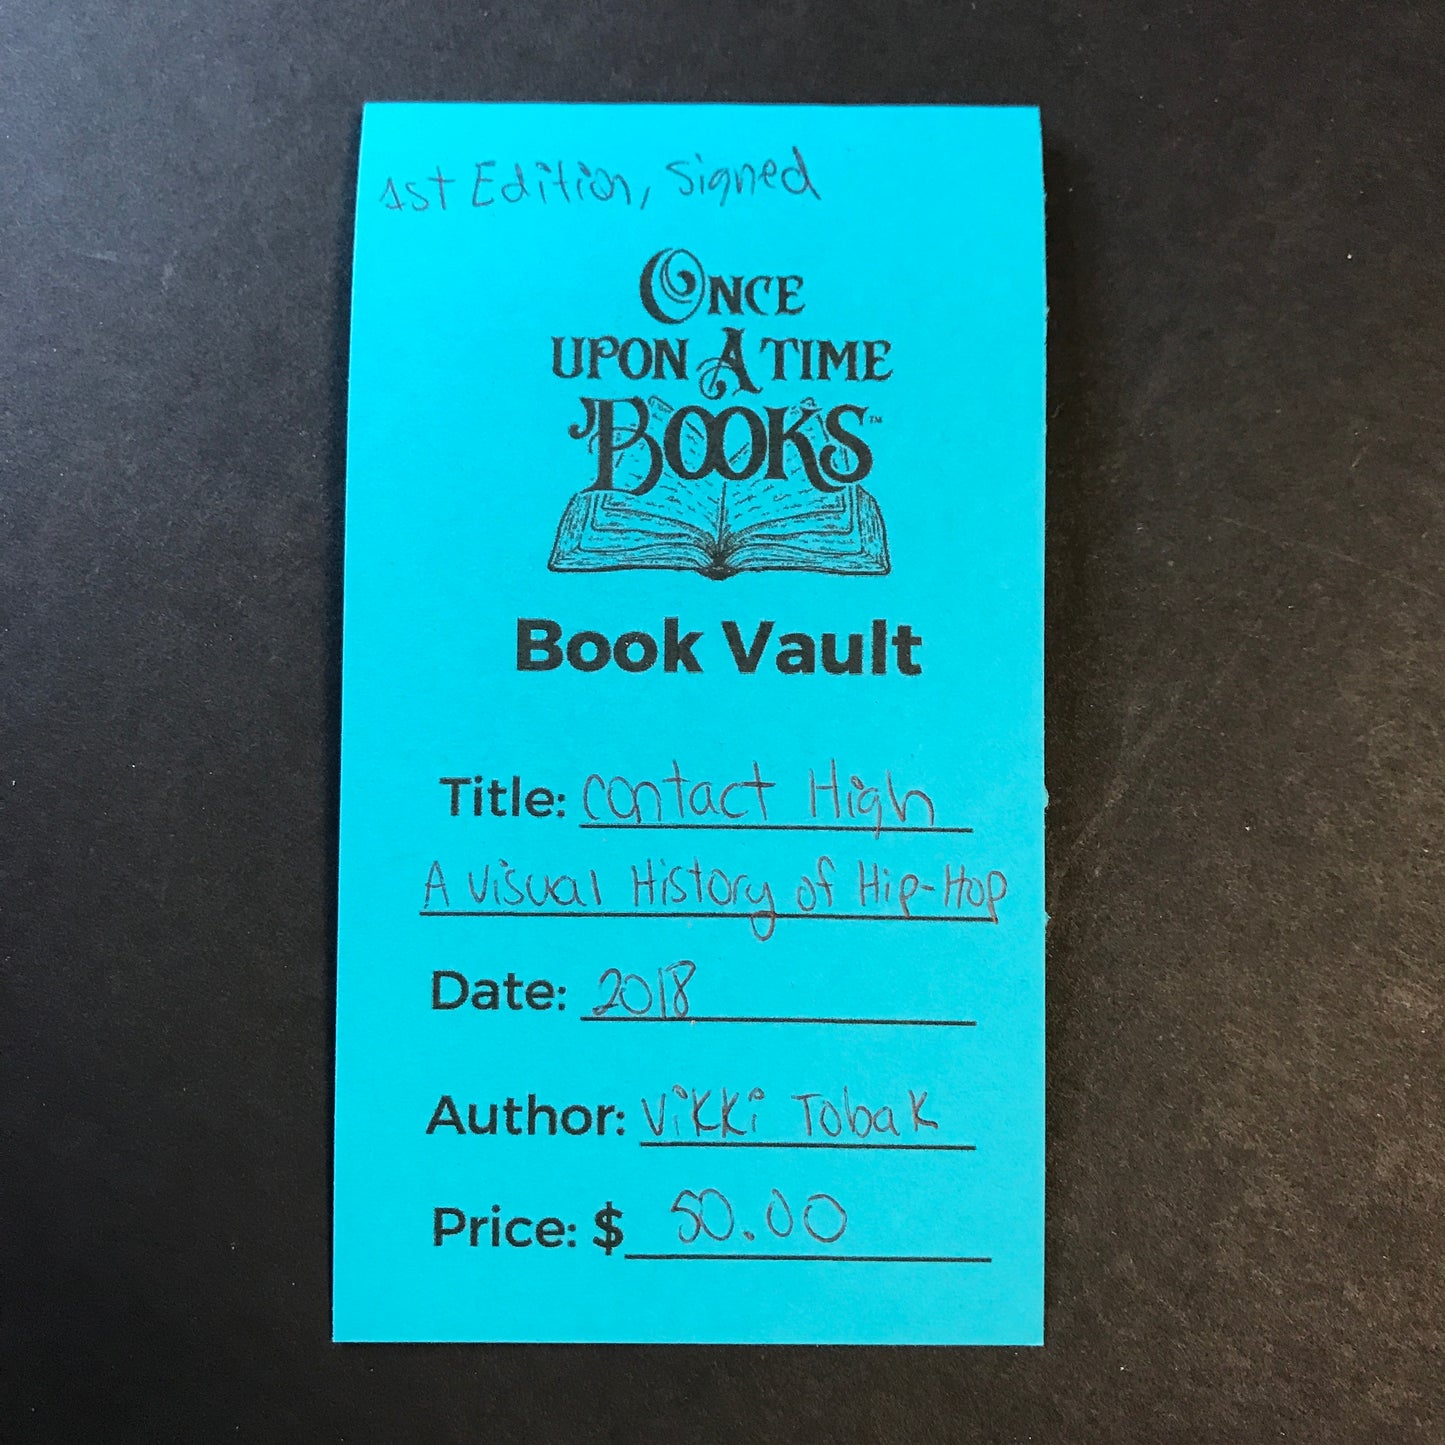 1st Edition, Signed
ONCE
UPON A TIME
BOOKS™
Book Vault
Title: Contact High
A Visual History of Hip-Hop
Date: 2018
Author: Vikki Tobak
Price: $ 50.00